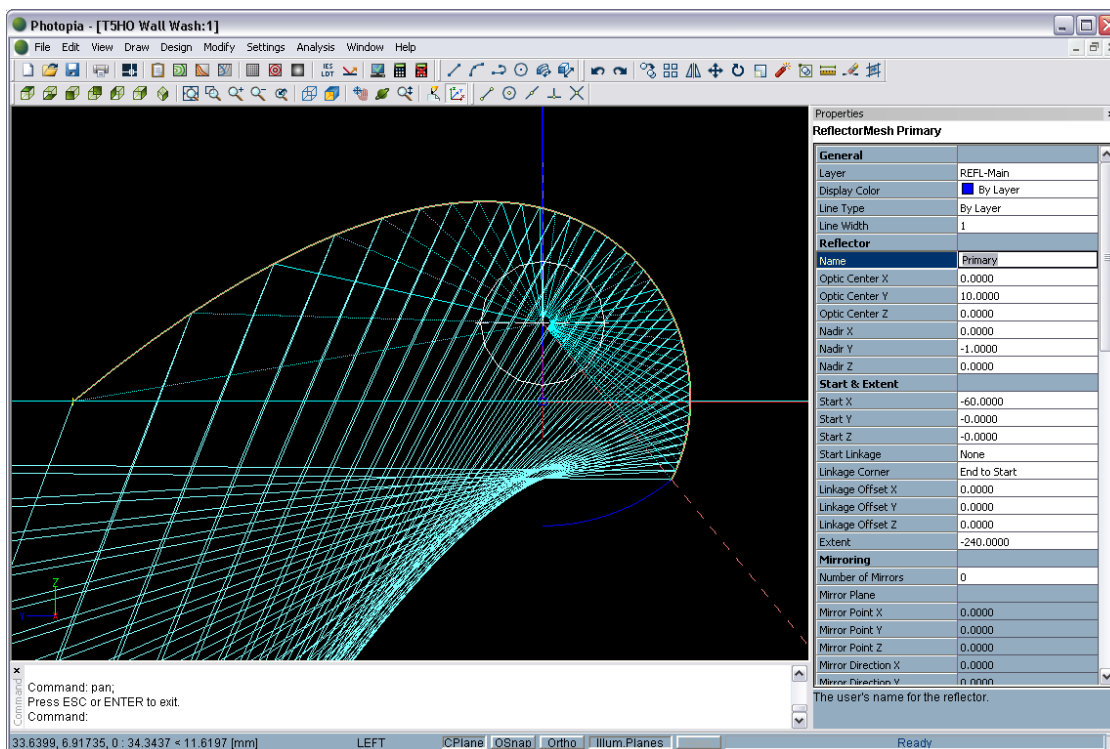 Photopia - [T5HO Wall Wash:1]
File Edit View Draw Design Modify Settings Analysis Window Help
IES
LDT
Properties
ReflectorMesh Primary
General
Layer REFL-Main
Display Color By Layer
Line Type By Layer
Line Width 1
Reflector
Name Primary
Optic Center X 0.0000
Optic Center Y 10.0000
Optic Center Z 0.0000
Nadir X 0.0000
Nadir Y -1.0000
Nadir Z 0.0000
Start & Extent
Start X -60.0000
Start Y -0.0000
Start Z -0.0000
Start Linkage None
Linkage Corner End to Start
Linkage Offset X 0.0000
Linkage Offset Y 0.0000
Linkage Offset Z 0.0000
Extent -240.0000
Mirroring
Number of Mirrors 0
Mirror Plane
Mirror Point X 0.0000
Mirror Point Y 0.0000
Mirror Point Z 0.0000
Mirror Direction X 0.0000
Mirror Direction Y 0.0000
The user's name for the reflector.
Z
Y
Command
Command: pan;
Press ESC or ENTER to exit.
Command:
33.6399, 6.91735, 0 : 34.3437 < 11.6197 [mm] LEFT CPlane OSnap Ortho Illum.Planes Ready